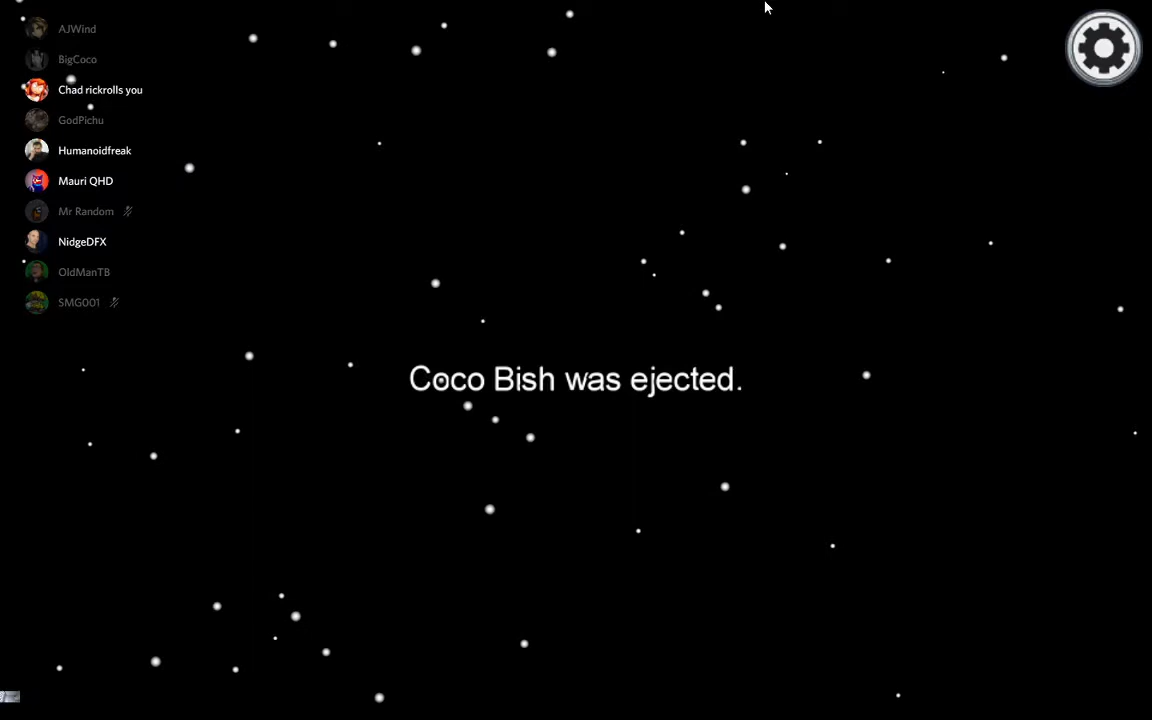 AJWind
BigCoco
Chad rickrolls you
GodPichu
Humanoidfreak
Mauri QHD
Mr Random
NidgeDFX
OldManTB
SMG001
Coco Bish was ejected.